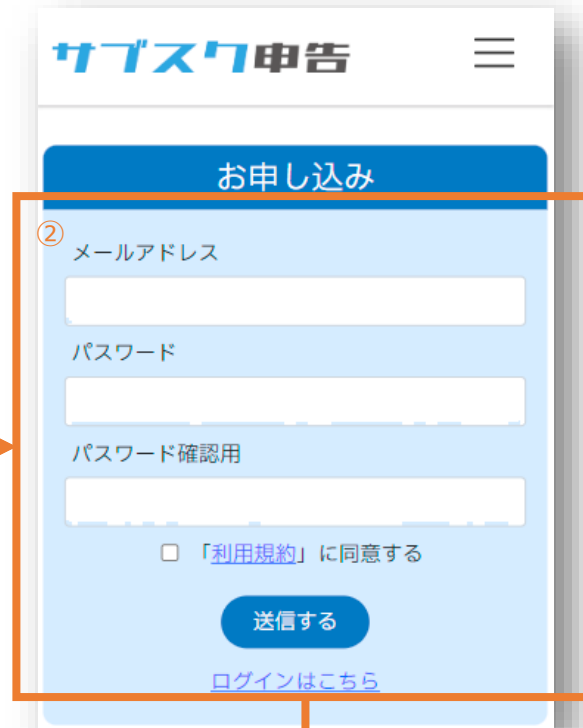 サブスク申告
お申し込み
②
メールアドレス
パスワード
パスワード確認用
「利用規約」に同意する
送信する
ログインはこちら